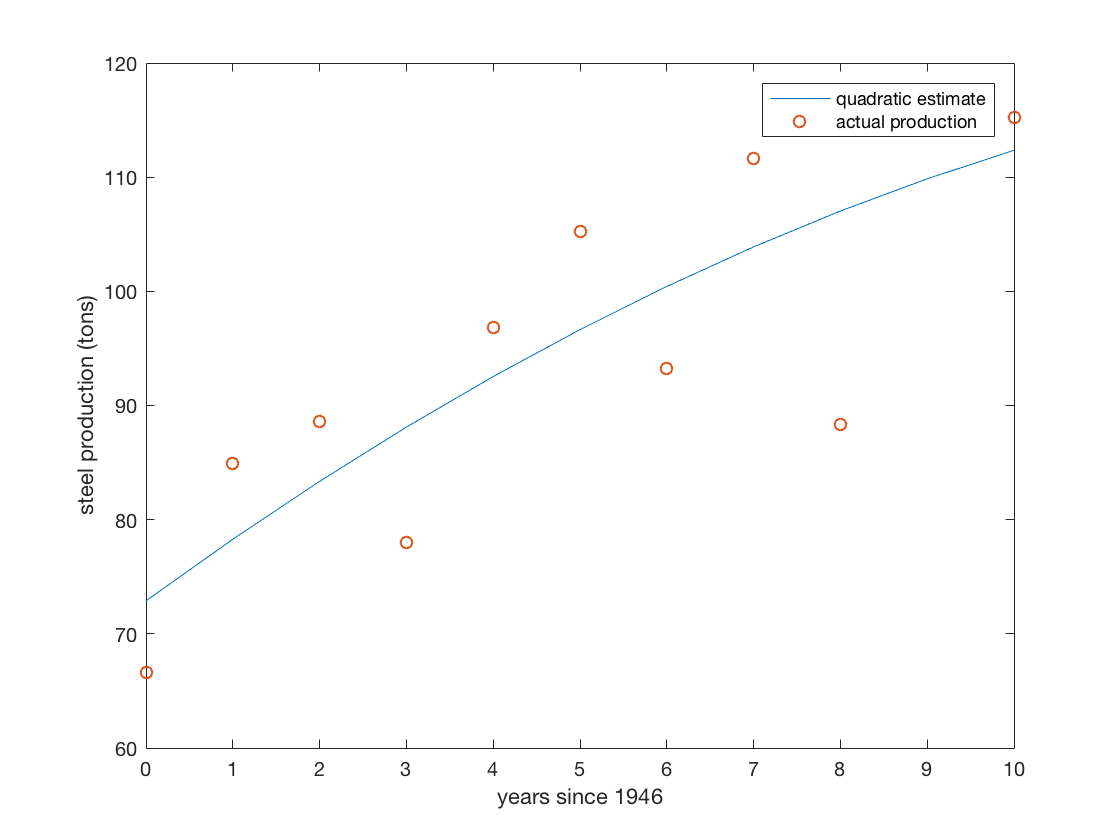 120
110
100
90
80
70
60
steel production (tons)
quadratic estimate
actual production
0 1 2 3 4 5 6 7 8 9 10
years since 1946